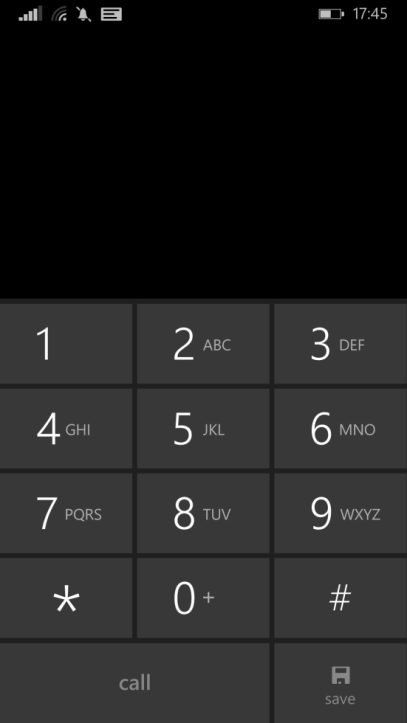 17:45
1 2 ABC 3 DEF
4 GHI 5 JKL 6 MNO
7 PQRS 8 TUV 9 WXYZ
* 0 + #
call save